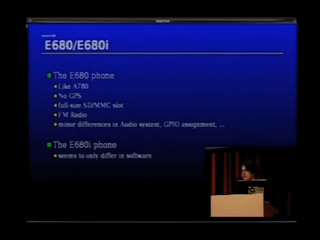 E680/E680i
The E680 phone
Like A780
No GPS
full-size SD/MMC slot
FM Radio
minor differences in Audio system, GPIO assignment, ...
The E680i phone
seems to only differ in software